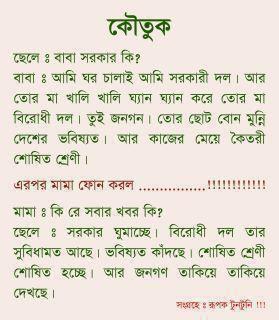 কৌতুক
ছেলে ঃ বাবা সরকার কি?
বাবা ঃ আমি ঘর চালাই আমি সরকারী দল। আর
তোর মা খালি খালি ঘ্যান ঘ্যান করে তোর মা
বিরোধী দল। তুই জনগন। তোর ছোট বোন মুন্নি
দেশের ভবিষ্যত। আর কাজের মেয়ে কৈতরী
শোষিত শ্রেণী।
এরপর মামা ফোন করল ................!!!!!!!!!!!!
মামা ঃ কি রে সবার খবর কি?
ছেলে ঃ সরকার ঘুমাচ্ছে। বিরোধী দল তার
সুবিধামত আছে। ভবিষ্যত কাঁদছে। শোষিত শ্রেণী
শোষিত হচ্ছে। আর জনগণ তাকিয়ে তাকিয়ে
দেখছে।
সংগ্রহে ঃ রূপক টুনটুনি !!!